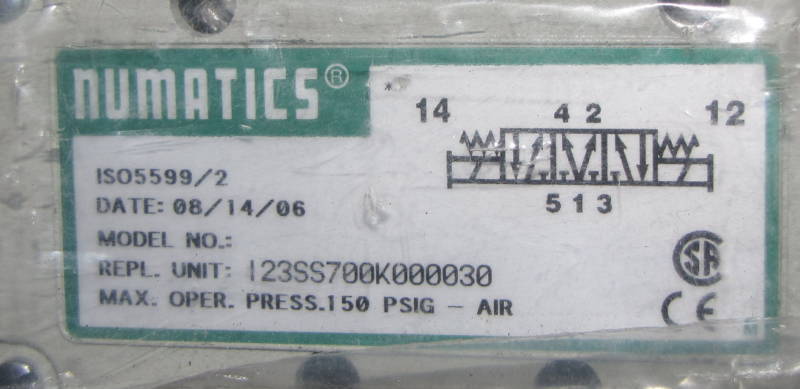 NUMATICS®
*
14 4 2 12
5 1 3
ISO5599/2
DATE: 08/14/06
MODEL NO.:
REPL. UNIT: I23SS700K000030
MAX. OPER. PRESS.150 PSIG - AIR
SA
CE